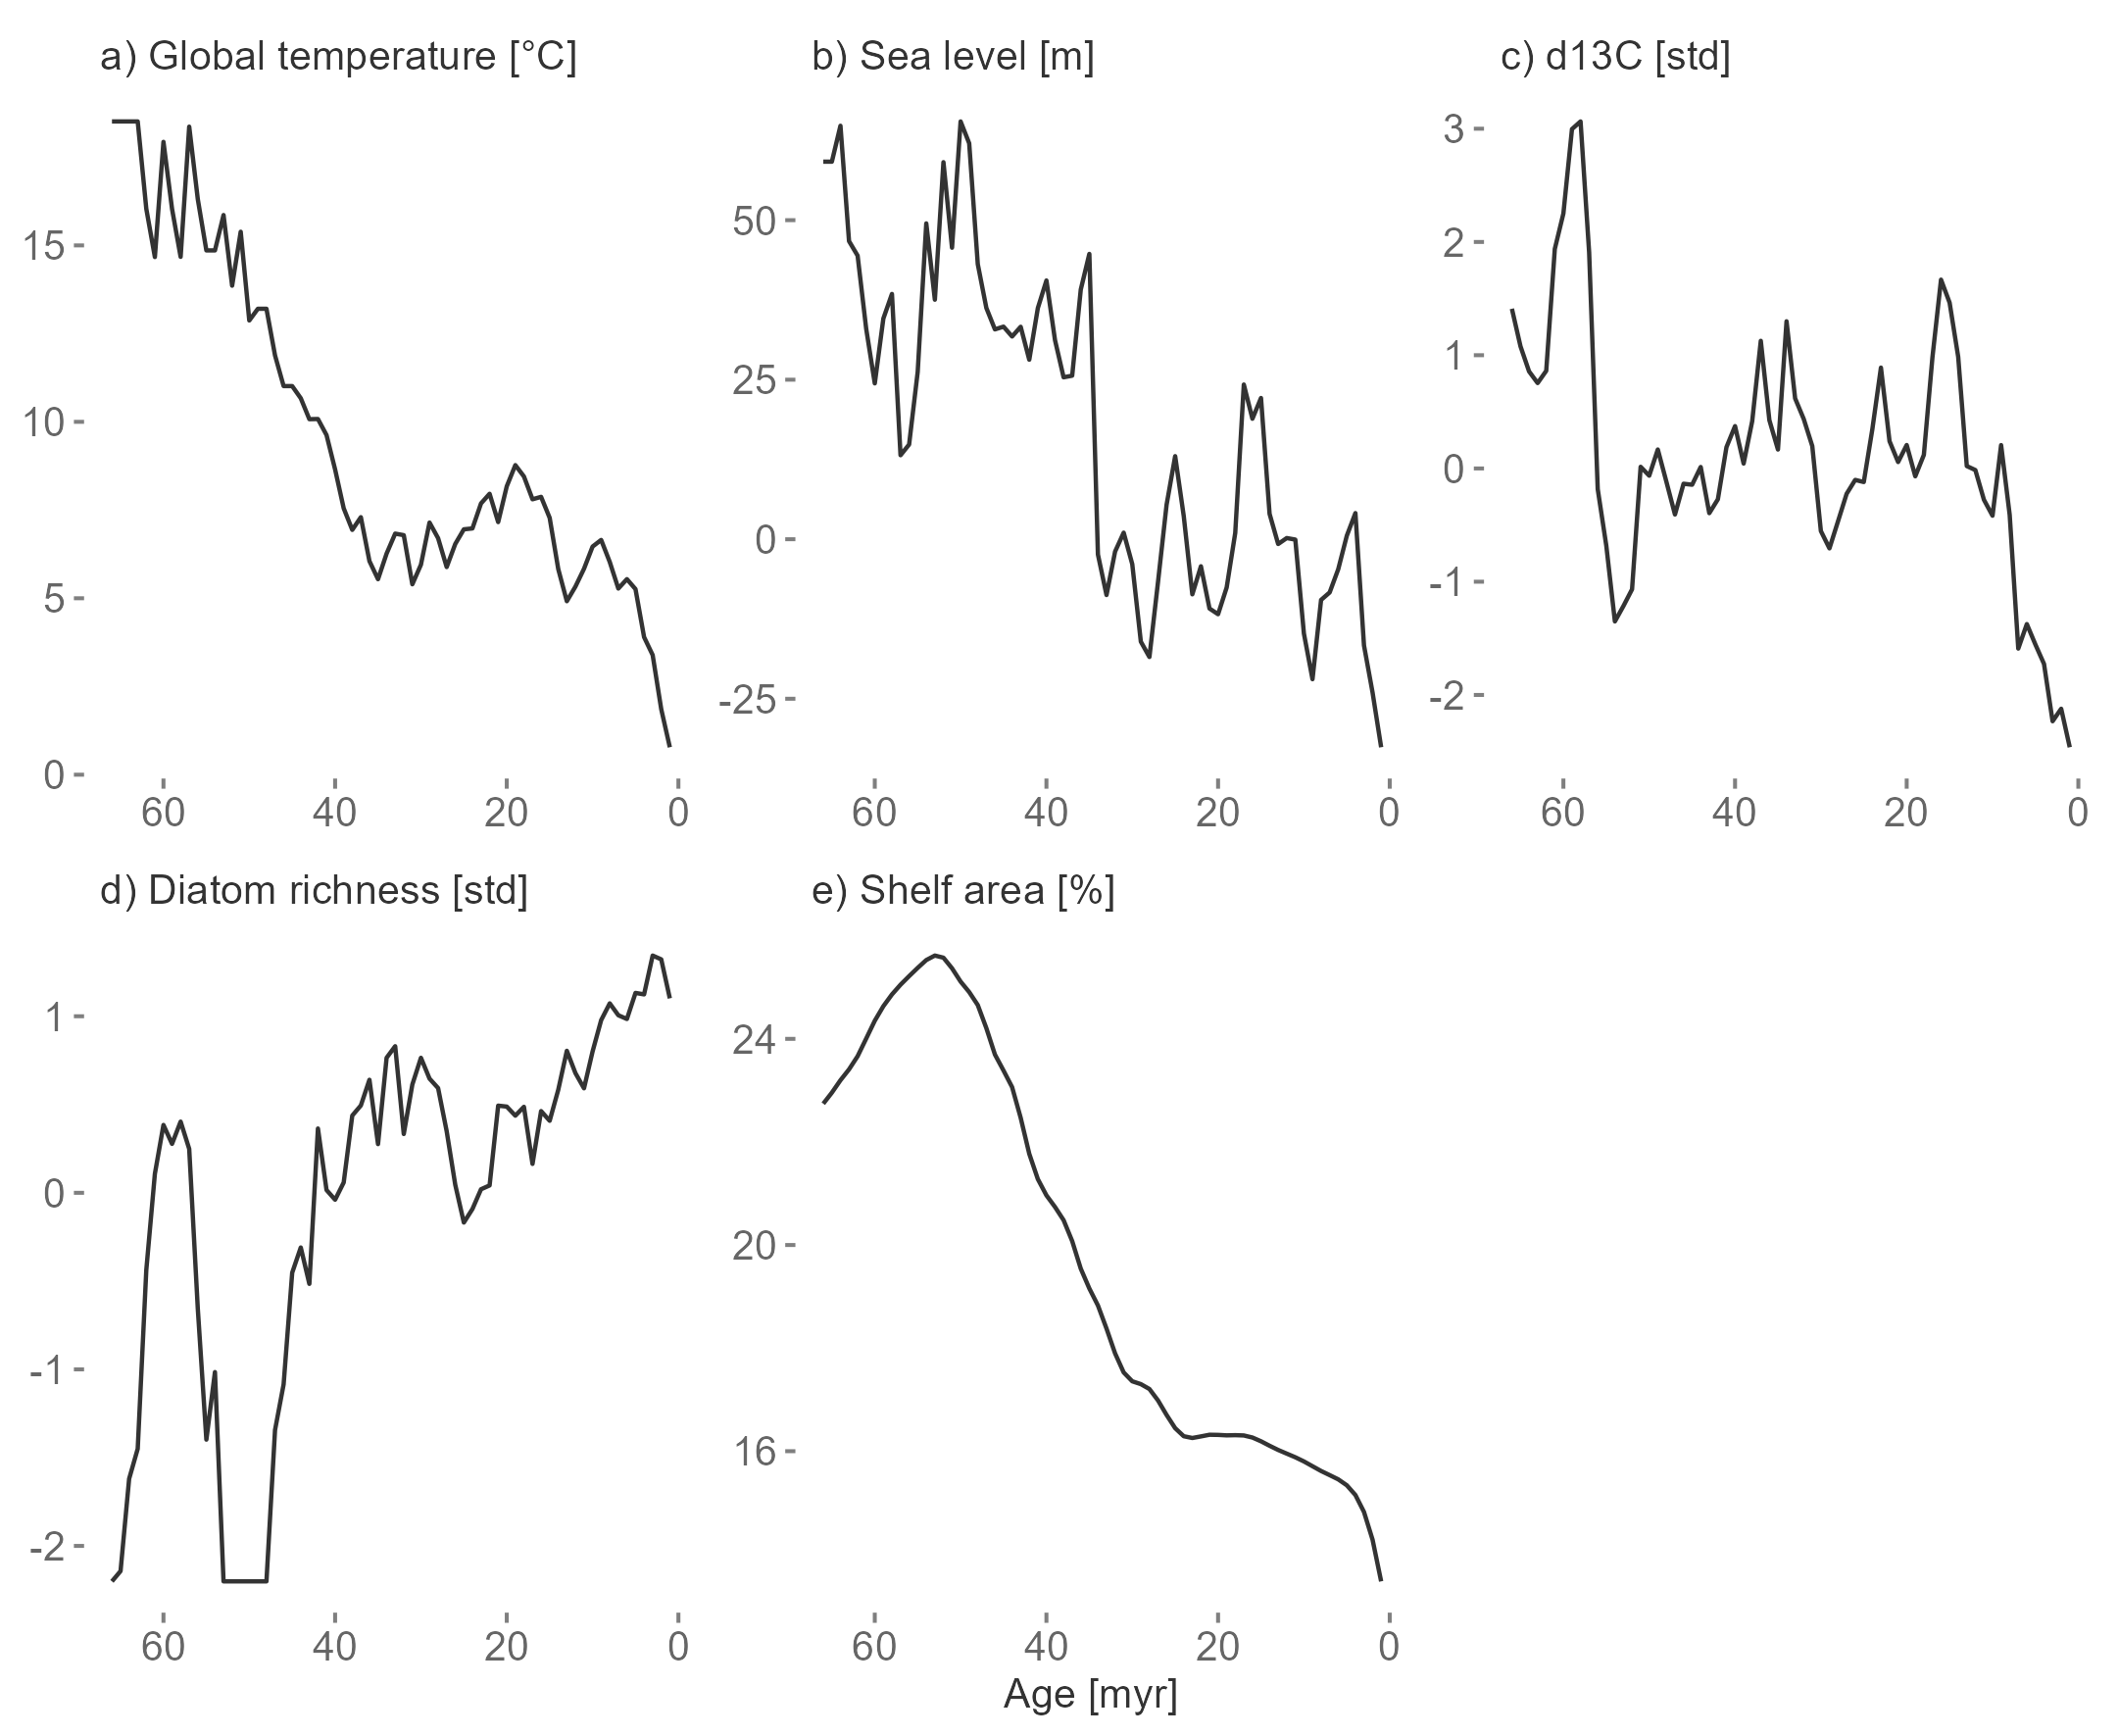 a) Global temperature [°C]
b) Sea level [m]
c) d13C [std]
15
10
5
0
60 40 20 0
50
25
0
-25
60 40 20 0
3
2
1
0
-1
-2
60 40 20 0
d) Diatom richness [std]
e) Shelf area [%]
1
0
-1
-2
60 40 20 0
24
20
16
60 40 20 0
Age [myr]